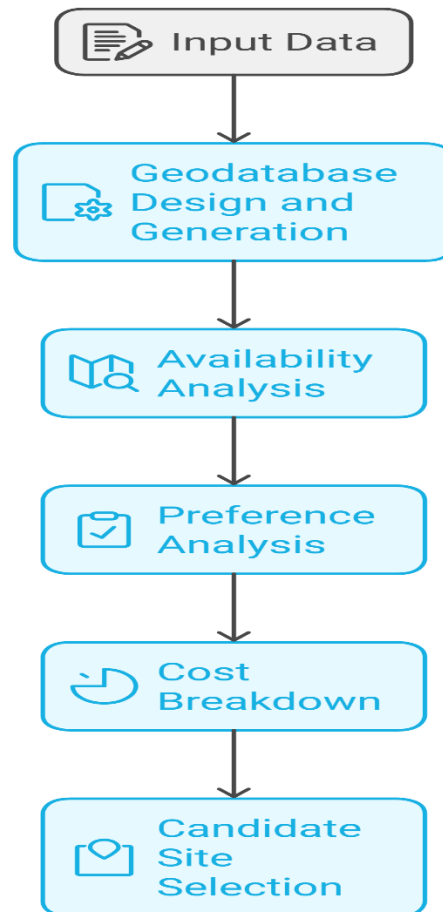 Input Data
Geodatabase
Design and
Generation
Availability
Analysis
Preference
Analysis
Cost
Breakdown
Candidate
Site
Selection